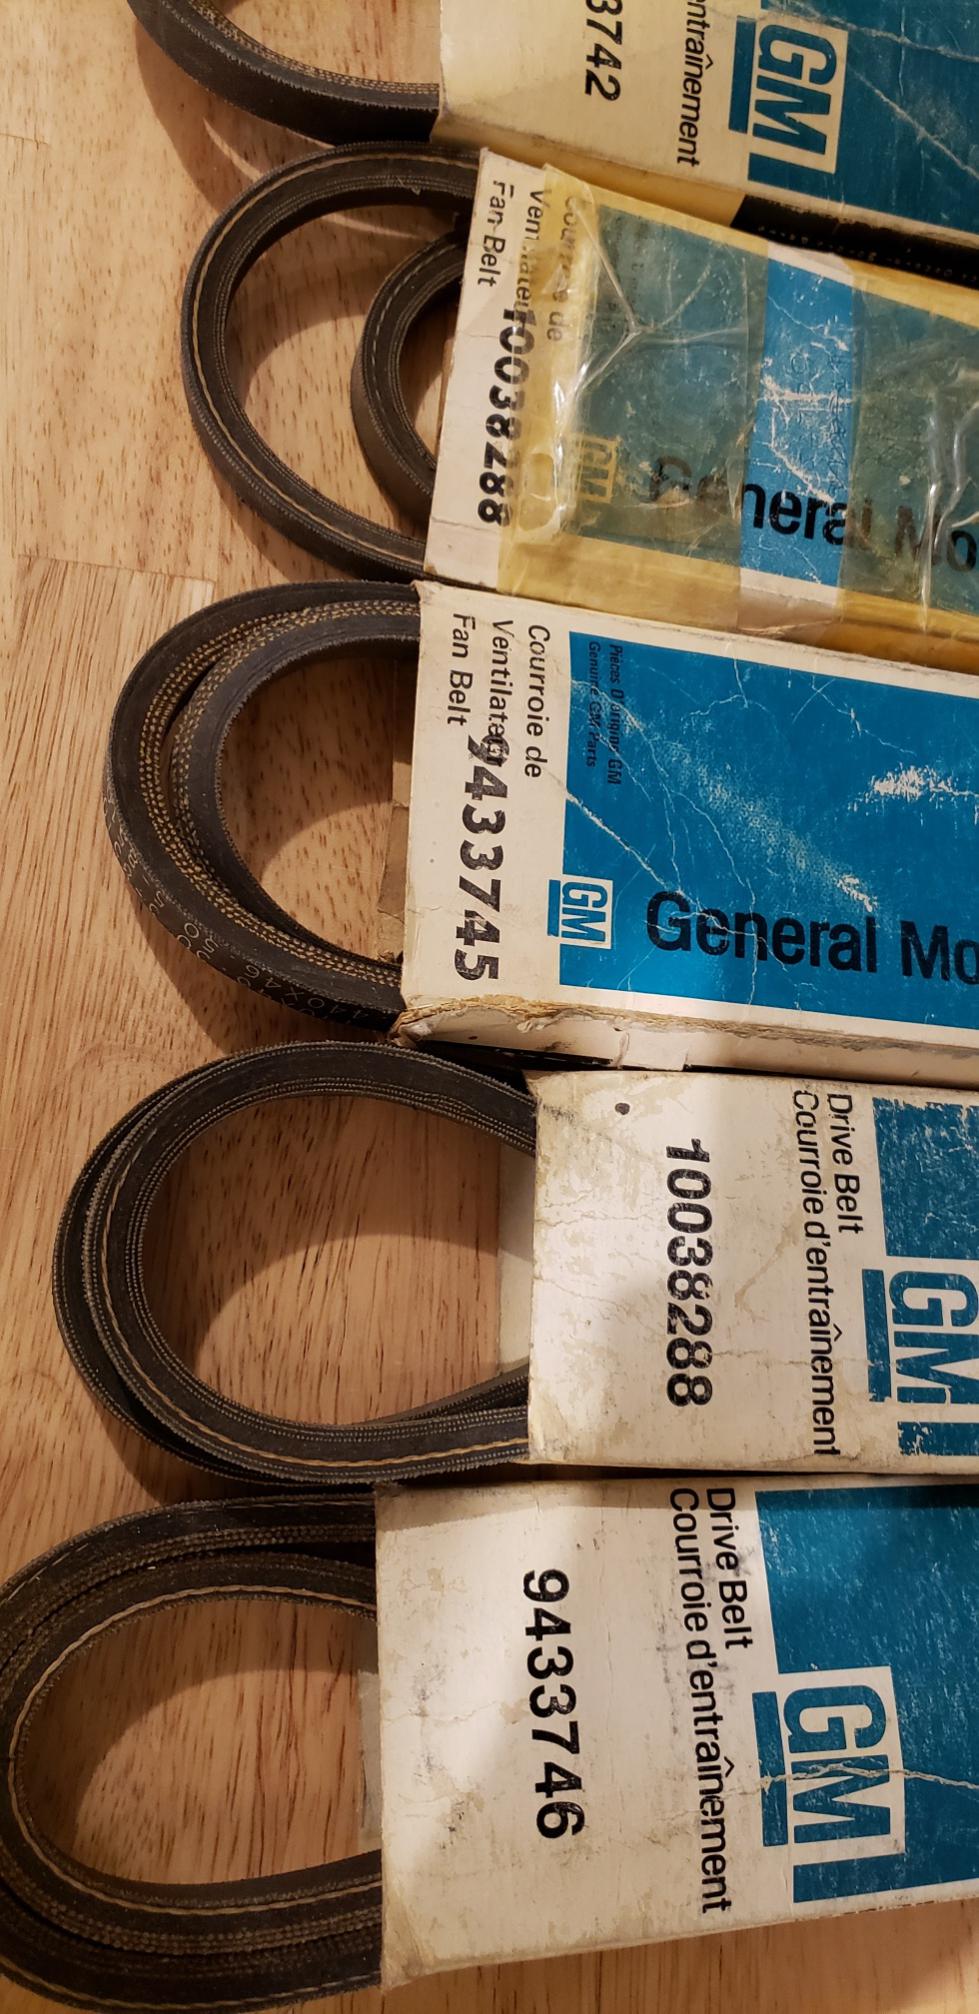 3742
entraînement
GM
Courroie de
Fan Belt
10038288
GM
General Mo
Courroie de
Ventilateur
Fan Belt
9433745
Pièces D'origine GM
Genuine GM Parts
GM
General Mo
Drive Belt
Courroie d'entraînement
10038288
GM
Drive Belt
Courroie d'entraînement
9433746
GM